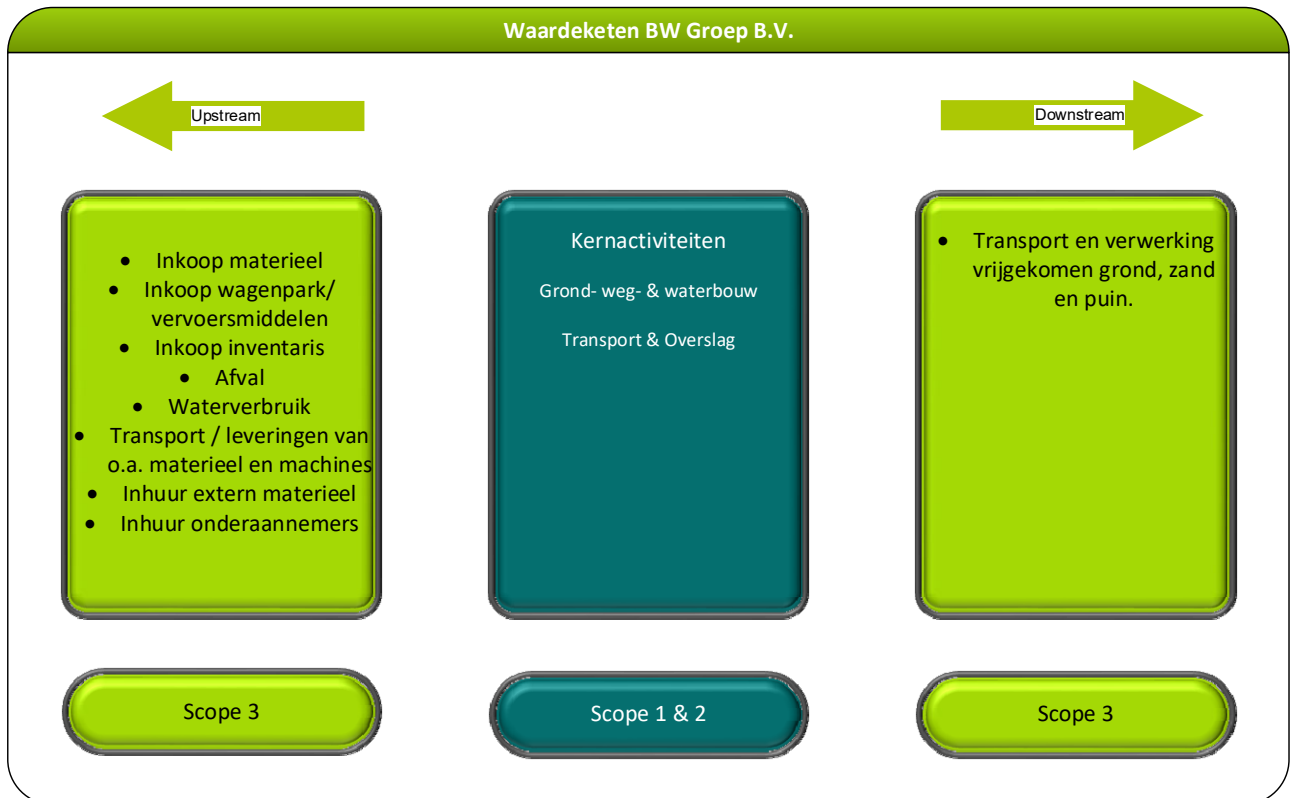 Waardeketen BW Groep B.V.
Upstream
Downstream
• Inkoop materieel
• Inkoop wagenpark/
vervoersmiddelen
• Inkoop inventaris
• Afval
• Waterverbruik
• Transport / leveringen van
o.a. materieel en machines
• Inhuur extern materieel
• Inhuur onderaannemers
Kernactiviteiten
Grond- weg- & waterbouw
Transport & Overslag
• Transport en verwerking
vrijgekomen grond, zand
en puin.
Scope 3
Scope 1 & 2
Scope 3